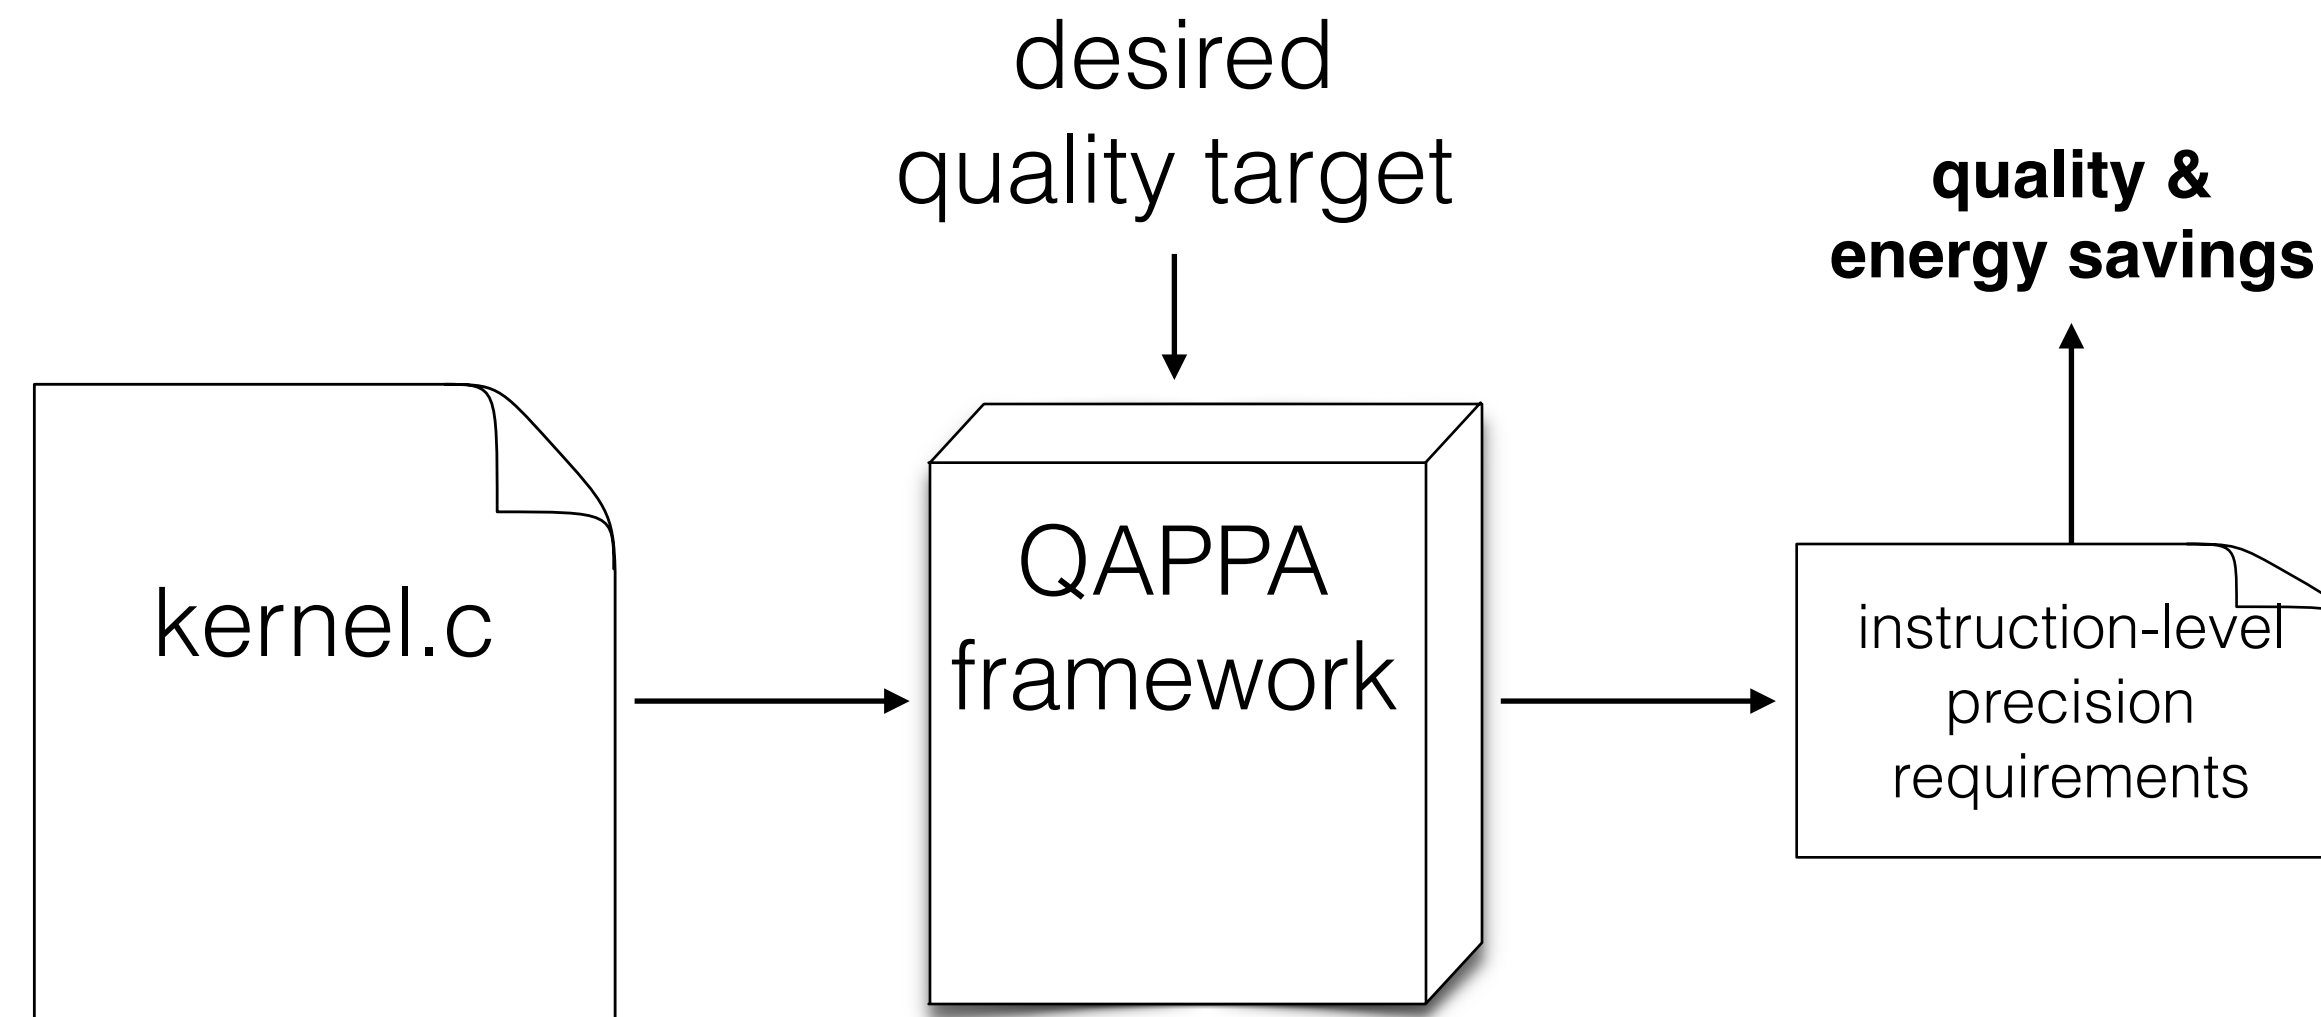 desired
quality target
quality &
energy savings
kernel.c
QAPPA
framework
instruction-level
precision
requirements